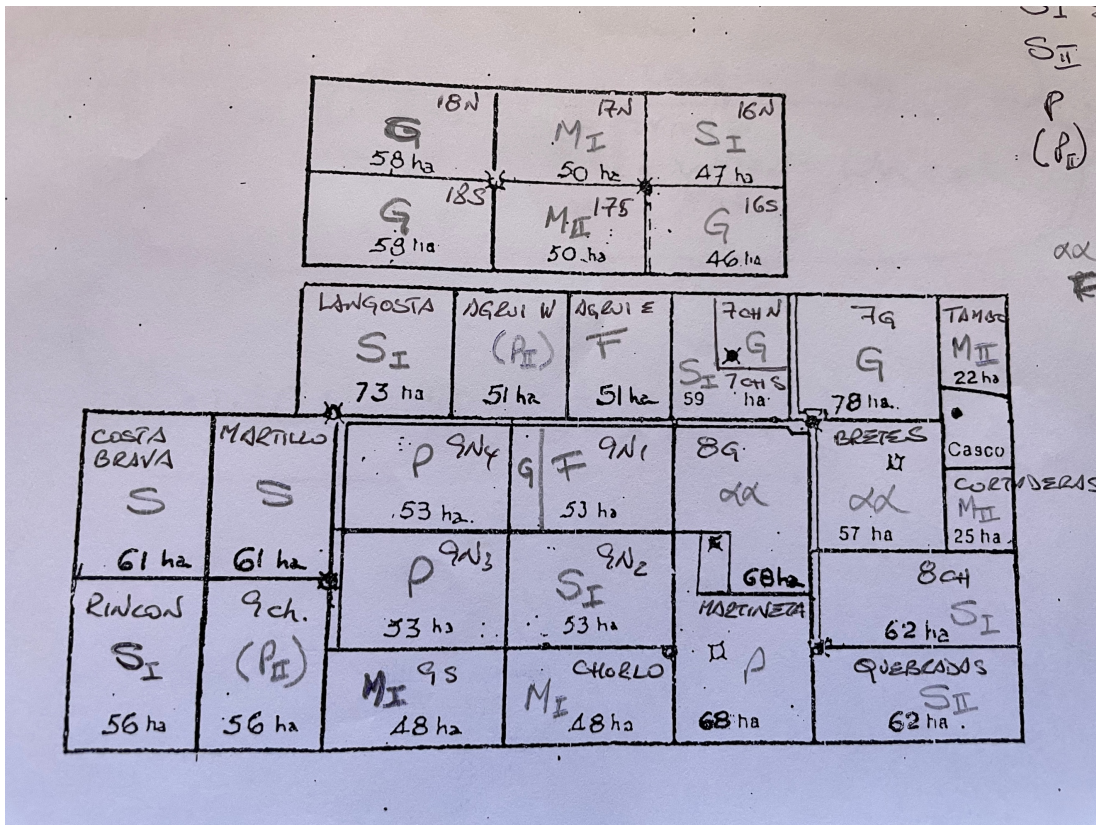 SI
SII
P
(PII)
αα
18N
G
58 ha
17N
MI
50 ha
16N
SI
47 ha
18S
G
59 ha
17S
MII
50 ha
16S
G
46 ha
LANGOSTA
SI
73 ha
AGRUI W
(PII)
51 ha
AGRUI E
F
51 ha
7CH N
G
SI
7CH S
59 ha
7G
G
78 ha
TAMBO
MII
22 ha
Casco
COSTA
BRAVA
S
61 ha
MARTILLO
S
61 ha
P 9N4
53 ha
G F 9N1
53 ha
8G
αα
68 ha
BRETES
αα
57 ha
CORTADERAS
MII
25 ha
P 9N3
53 ha
9N2
SI
53 ha
8CH
62 ha SI
RINCON
SI
56 ha
9 ch.
(PII)
56 ha
MI 9S
48 ha
CHORLO
MI
48 ha
MARTINETA
P
68 ha
QUEBRADAS
SII
62 ha